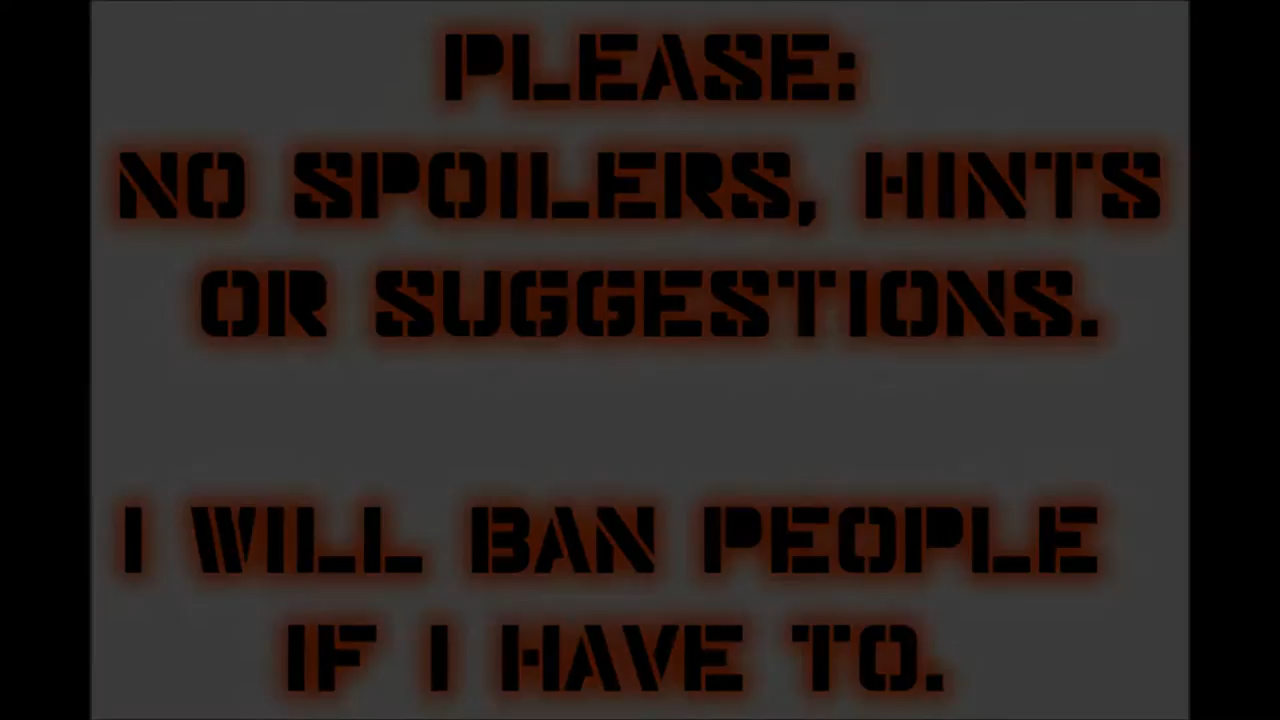 PLEASE:
NO SPOILERS, HINTS
OR SUGGESTIONS.
I WILL BAN PEOPLE
IF I HAVE TO.